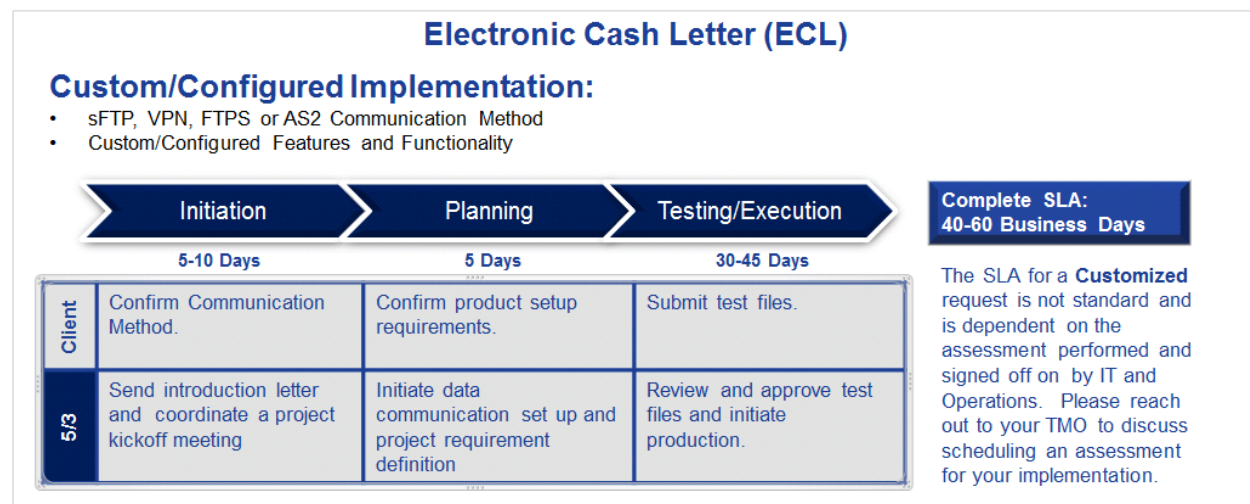 Electronic Cash Letter (ECL)
Custom/Configured Implementation:
• sFTP, VPN, FTPS or AS2 Communication Method
• Custom/Configured Features and Functionality
Initiation
Planning
Testing/Execution
5-10 Days
5 Days
30-45 Days
Complete SLA:
40-60 Business Days
Client
Confirm Communication
Method.
Confirm product setup
requirements.
Submit test files.
5/3
Send introduction letter
and coordinate a project
kickoff meeting
Initiate data
communication set up and
project requirement
definition
Review and approve test
files and initiate
production.
The SLA for a Customized
request is not standard and
is dependent on the
assessment performed and
signed off on by IT and
Operations. Please reach
out to your TMO to discuss
scheduling an assessment
for your implementation.